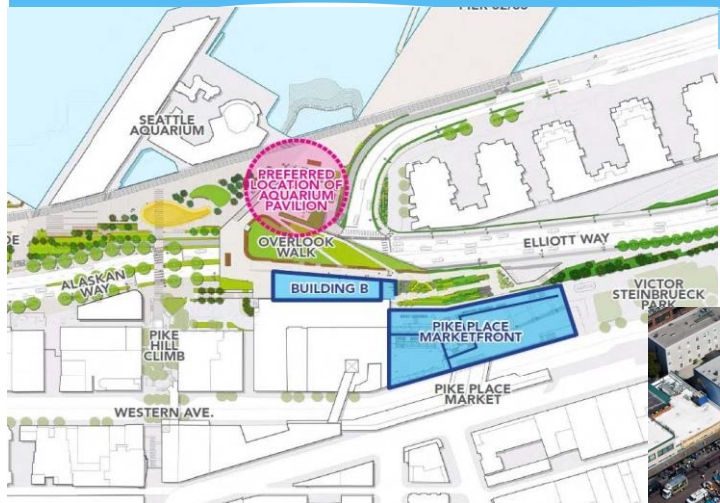 SEATTLE
AQUARIUM
PREFERRED
LOCATION OF
AQUARIUM
PAVILION
OVERLOOK
WALK
ELLIOTT WAY
ALASKAN
WAY
BUILDING B
VICTOR
STEINBRUECK
PARK
PIKE PLACE
MARKETFRONT
PIKE
HILL
CLIMB
PIKE PLACE
MARKET
WESTERN AVE.